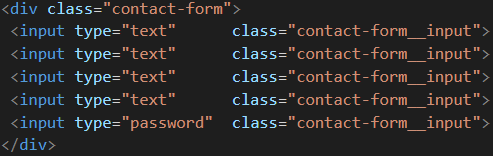 <div class="contact-form">
<input type="text" class="contact-form__input">
<input type="text" class="contact-form__input">
<input type="text" class="contact-form__input">
<input type="text" class="contact-form__input">
<input type="password" class="contact-form__input">
</div>